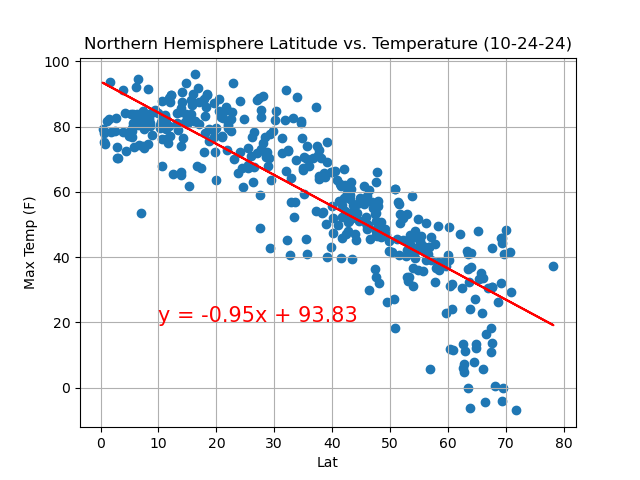 Northern Hemisphere Latitude vs. Temperature (10-24-24)
100
80
60
40
20
0
Max Temp (F)
y = -0.95x + 93.83
0 10 20 30 40 50 60 70 80
Lat